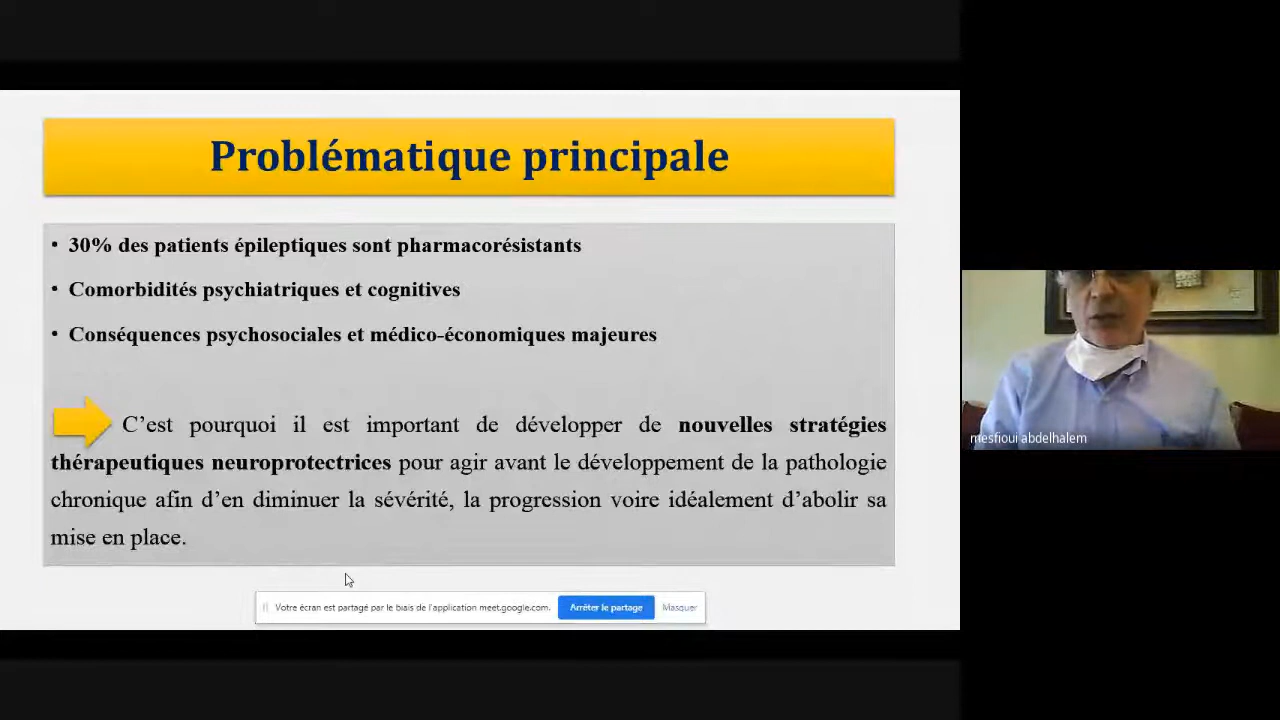 Problématique principale
• 30% des patients épileptiques sont pharmacorésistants
• Comorbidités psychiatriques et cognitives
• Conséquences psychosociales et médico-économiques majeures
C’est pourquoi il est important de développer de nouvelles stratégies
thérapeutiques neuroprotectrices pour agir avant le développement de la pathologie
chronique afin d’en diminuer la sévérité, la progression voire idéalement d’abolir sa
mise en place.
Votre écran est partagé par le biais de l'application meet.google.com. Arrêter le partage Masquer
mesfioui abdelhalem